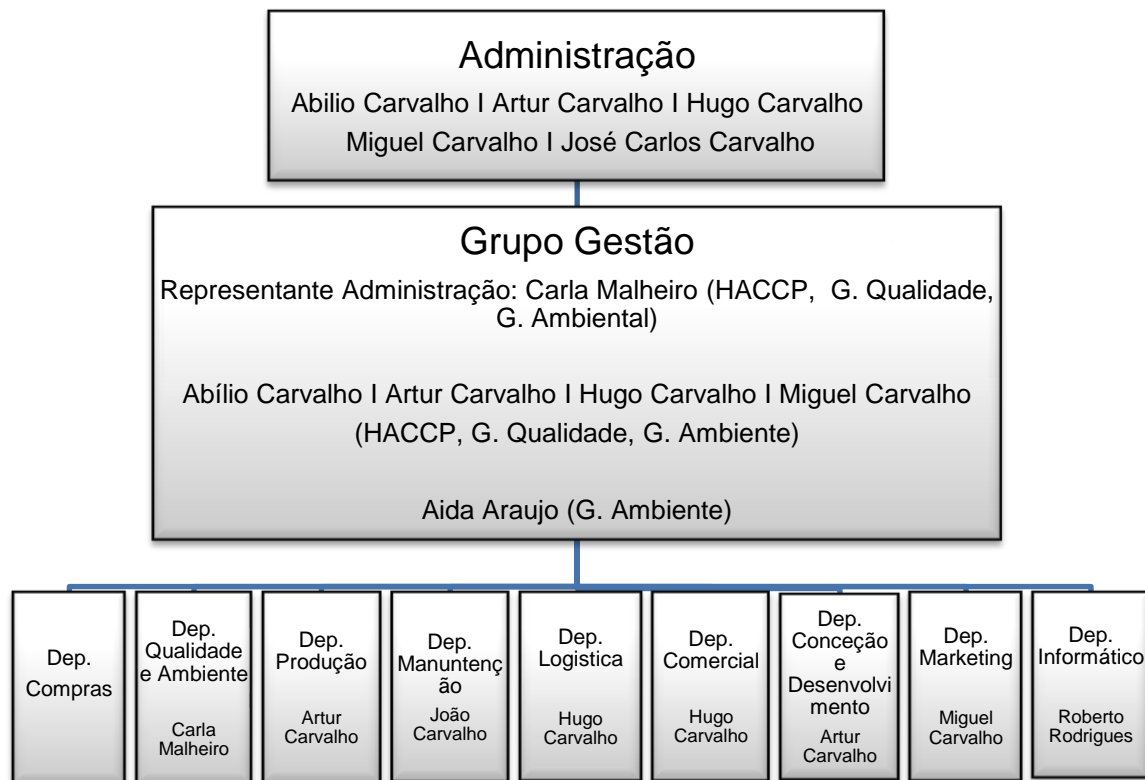 Administração
Abilio Carvalho I Artur Carvalho I Hugo Carvalho
Miguel Carvalho I José Carlos Carvalho
Grupo Gestão
Representante Administração: Carla Malheiro (HACCP, G. Qualidade,
G. Ambiental)
Abílio Carvalho I Artur Carvalho I Hugo Carvalho I Miguel Carvalho
(HACCP, G. Qualidade, G. Ambiente)
Aida Araujo (G. Ambiente)
Dep.
Compras
Dep.
Qualidade
e Ambiente
Carla
Malheiro
Dep.
Produção
Artur
Carvalho
Dep.
Manuntenç
ão
João
Carvalho
Dep.
Logistica
Hugo
Carvalho
Dep.
Comercial
Hugo
Carvalho
Dep.
Conceção e
Desenvolvi
mento
Artur
Carvalho
Dep.
Marketing
Miguel
Carvalho
Dep.
Informático
Roberto
Rodrigues